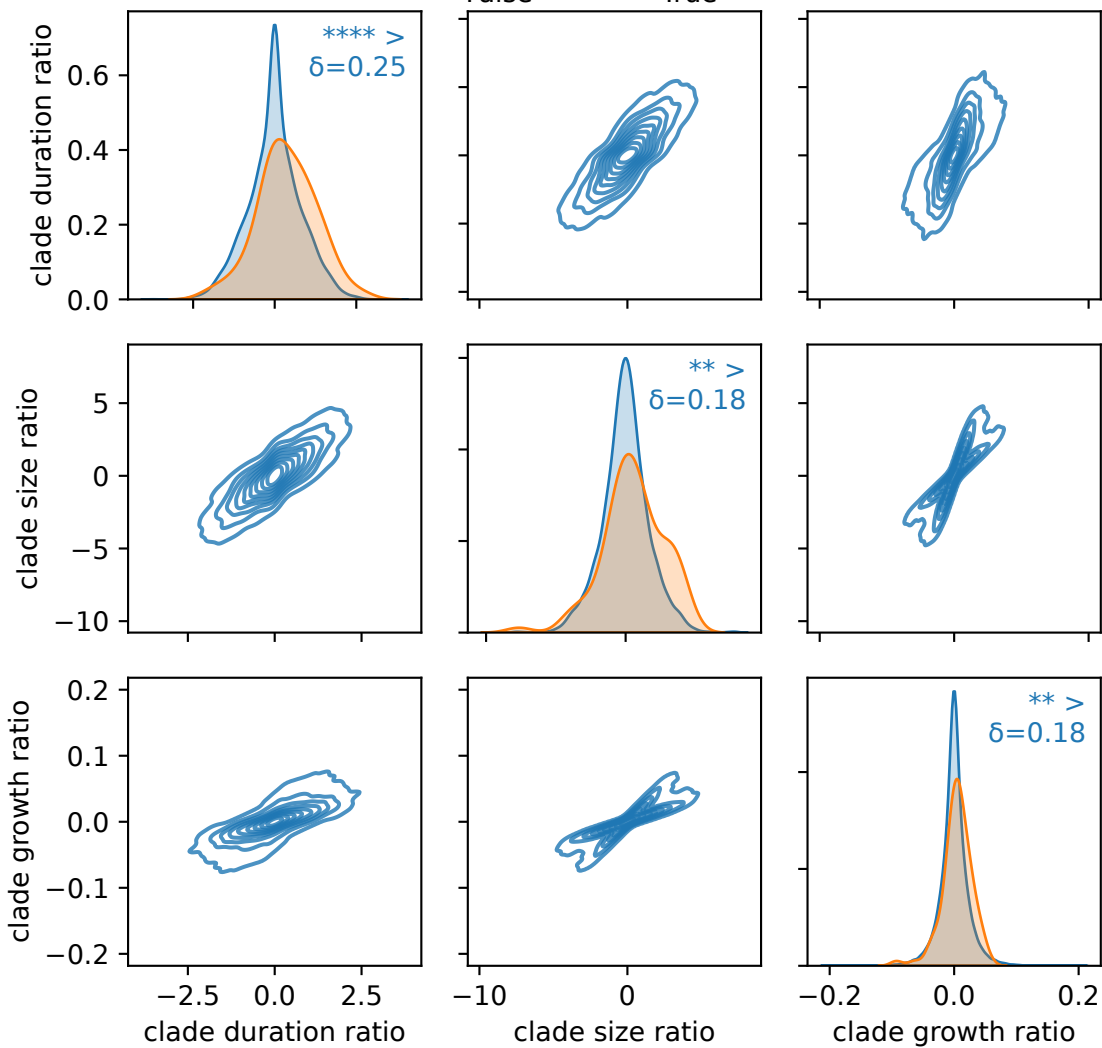 False True
clade duration ratio
0.6
0.4
0.2
0.0
**** >
δ=0.25
clade size ratio
5
0
−5
−10
** >
δ=0.18
clade growth ratio
0.2
0.1
0.0
−0.1
−0.2
** >
δ=0.18
−2.5 0.0 2.5
−10 0
−0.2 0.0 0.2
clade duration ratio
clade size ratio
clade growth ratio